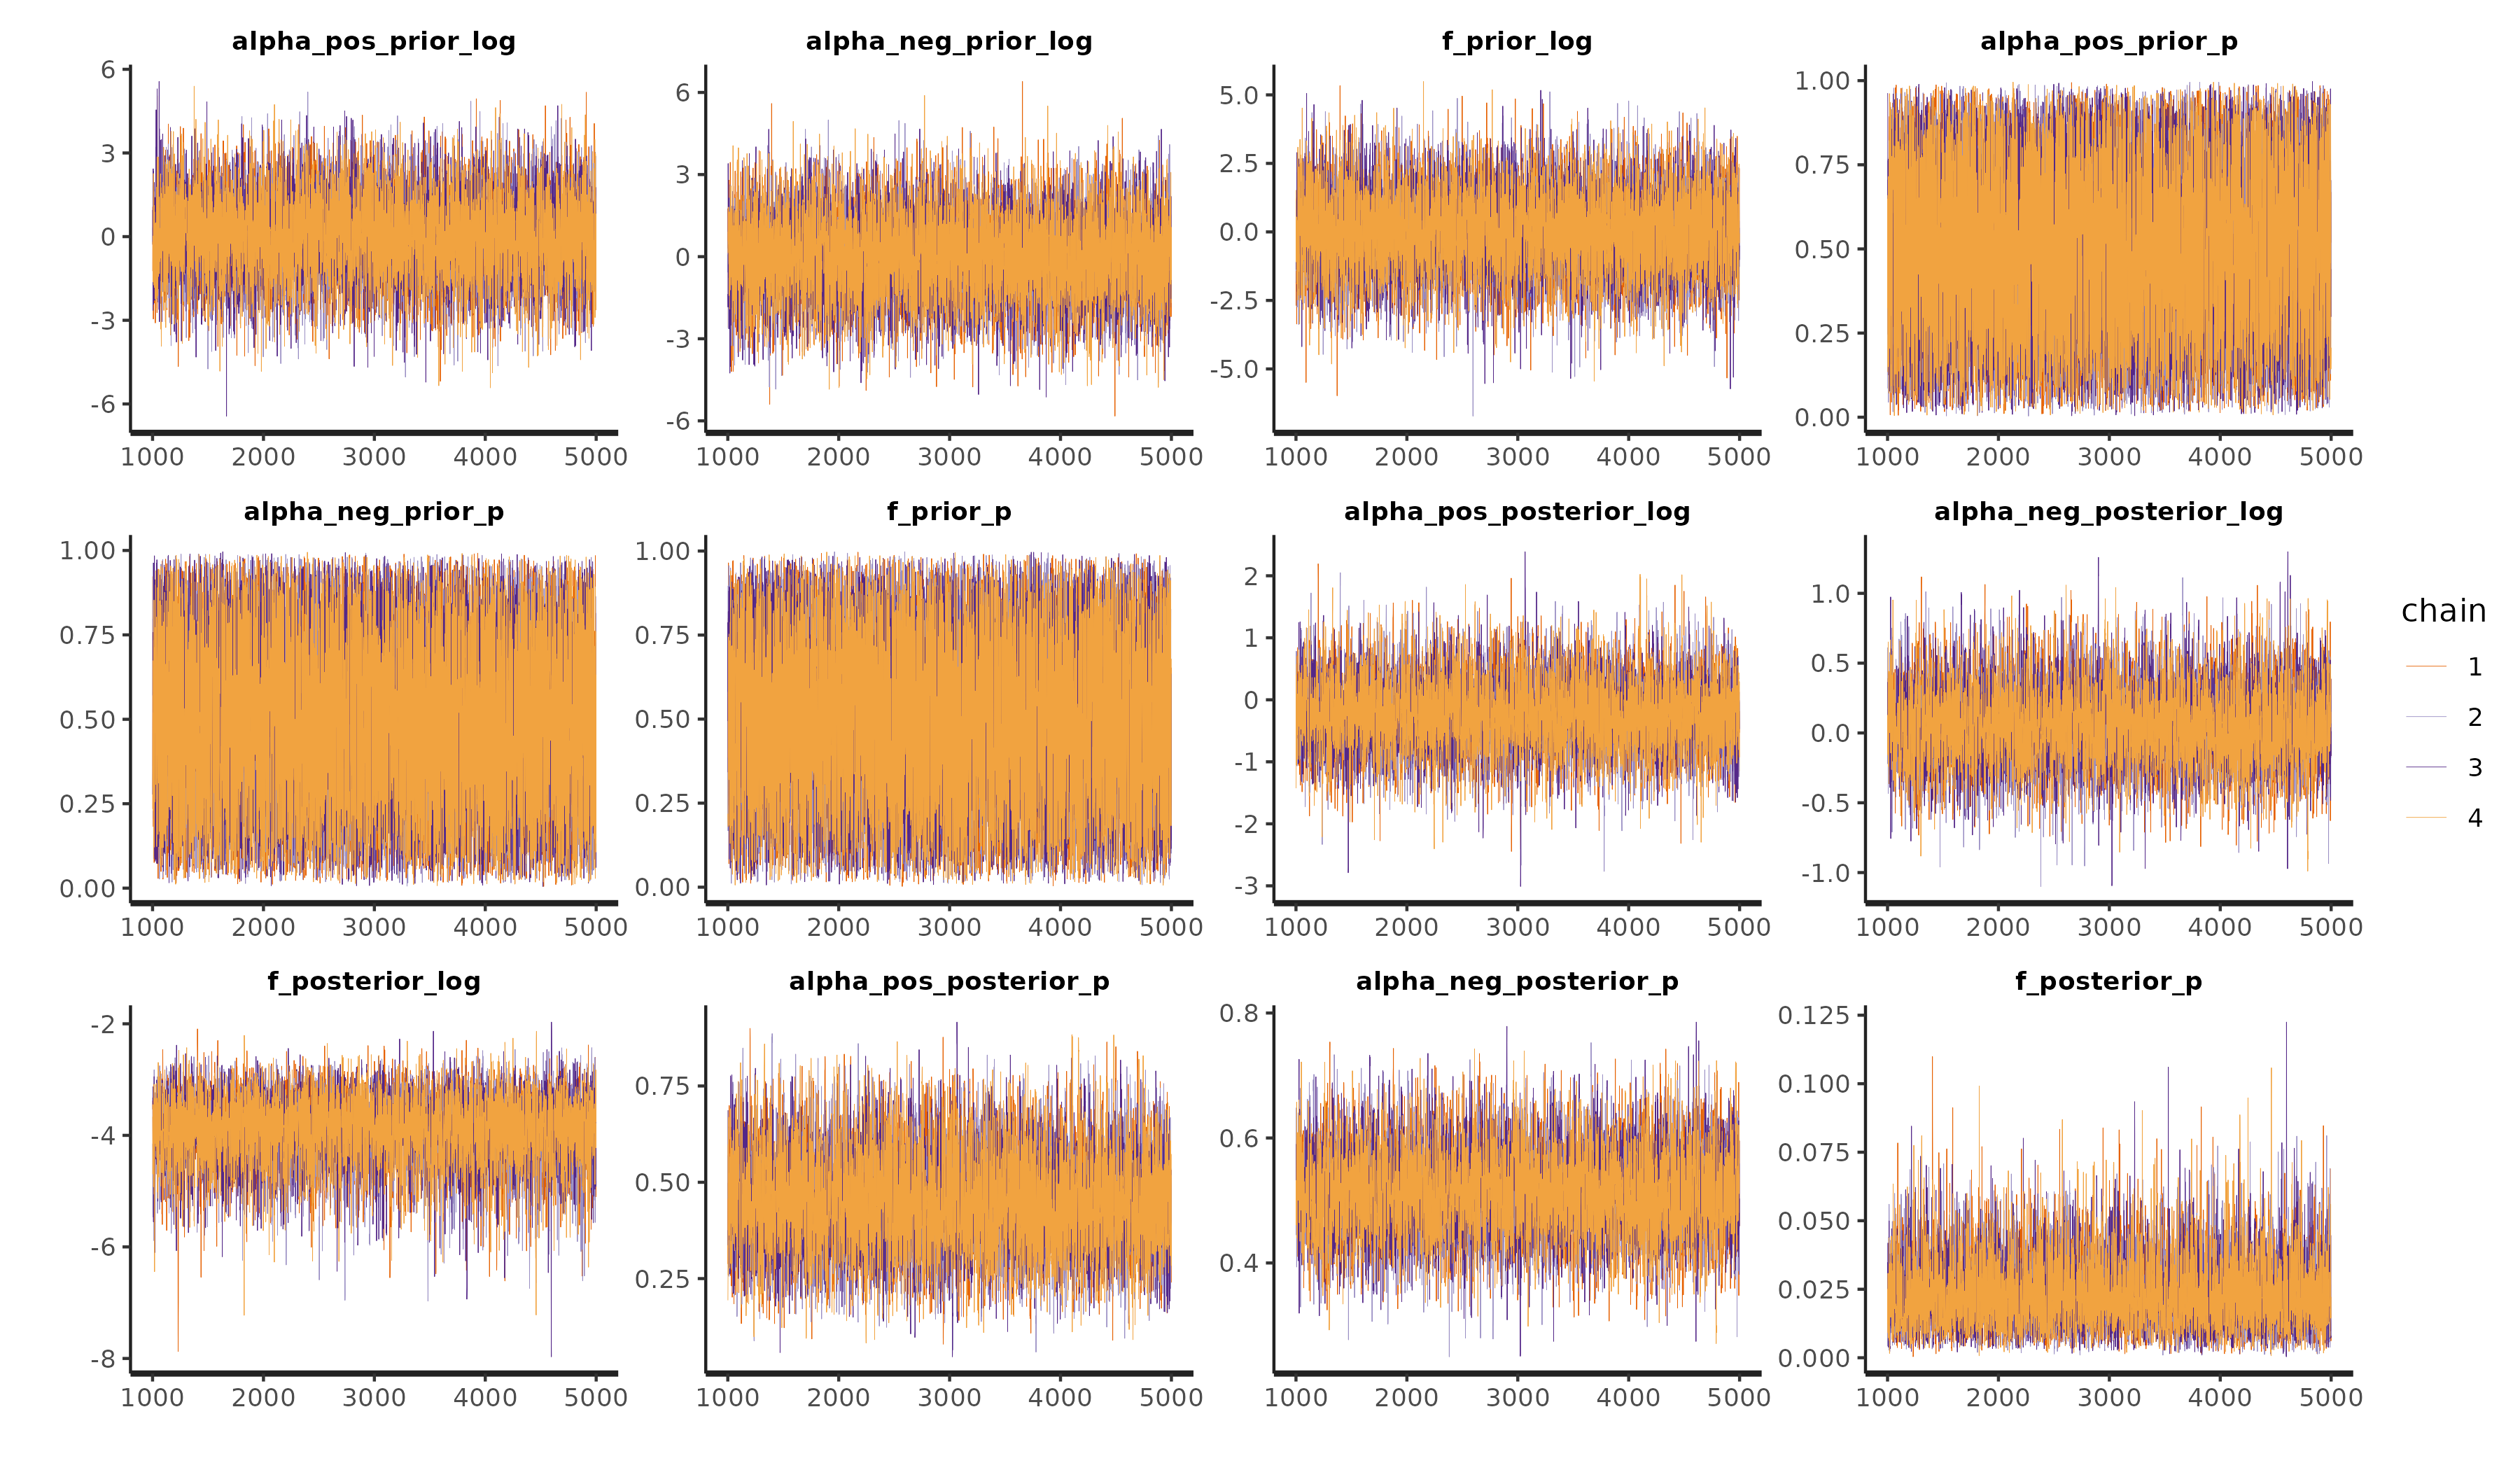 alpha_pos_prior_log alpha_neg_prior_log f_prior_log alpha_pos_prior_p
6 3 0 -3 -6
6 3 0 -3 -6
5.0 2.5 0.0 -2.5 -5.0
1.00 0.75 0.50 0.25 0.00
1000 2000 3000 4000 5000 1000 2000 3000 4000 5000 1000 2000 3000 4000 5000 1000 2000 3000 4000 5000
alpha_neg_prior_p f_prior_p alpha_pos_posterior_log alpha_neg_posterior_log
1.00 0.75 0.50 0.25 0.00
1.00 0.75 0.50 0.25 0.00
2 1 0 -1 -2 -3
1.0 0.5 0.0 -0.5 -1.0
1000 2000 3000 4000 5000 1000 2000 3000 4000 5000 1000 2000 3000 4000 5000 1000 2000 3000 4000 5000
f_posterior_log alpha_pos_posterior_p alpha_neg_posterior_p f_posterior_p
-2 -4 -6 -8
0.75 0.50 0.25
0.8 0.6 0.4
0.125 0.100 0.075 0.050 0.025 0.000
1000 2000 3000 4000 5000 1000 2000 3000 4000 5000 1000 2000 3000 4000 5000 1000 2000 3000 4000 5000
chain
1
2
3
4